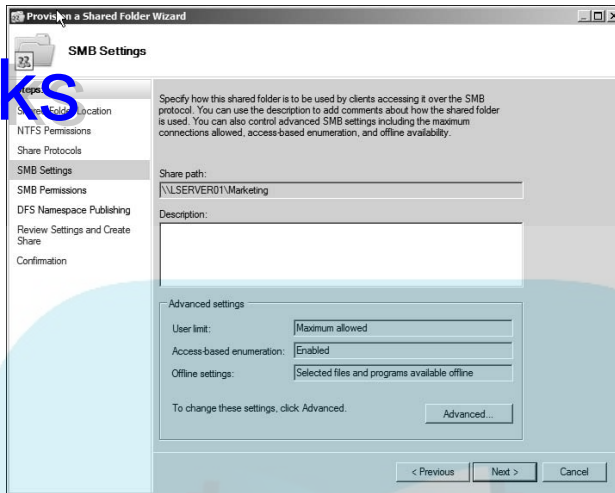 Provision a Shared Folder Wizard
SMB Settings
ks
Steps:
Shared Folder Location
NTFS Permissions
Share Protocols
SMB Settings
SMB Permissions
DFS Namespace Publishing
Review Settings and Create
Share
Confirmation
Specify how this shared folder is to be used by clients accessing it over the SMB
protocol. You can use the description to add comments about how the shared folder
is used. You can also control advanced SMB settings including the maximum
connections allowed, access-based enumeration, and offline availability.
Share path:
\\LSERVER01\Marketing
Description:
Advanced settings
User limit: Maximum allowed
Access-based enumeration: Enabled
Offline settings: Selected files and programs available offline
To change these settings, click Advanced.
Advanced...
< Previous Next > Cancel